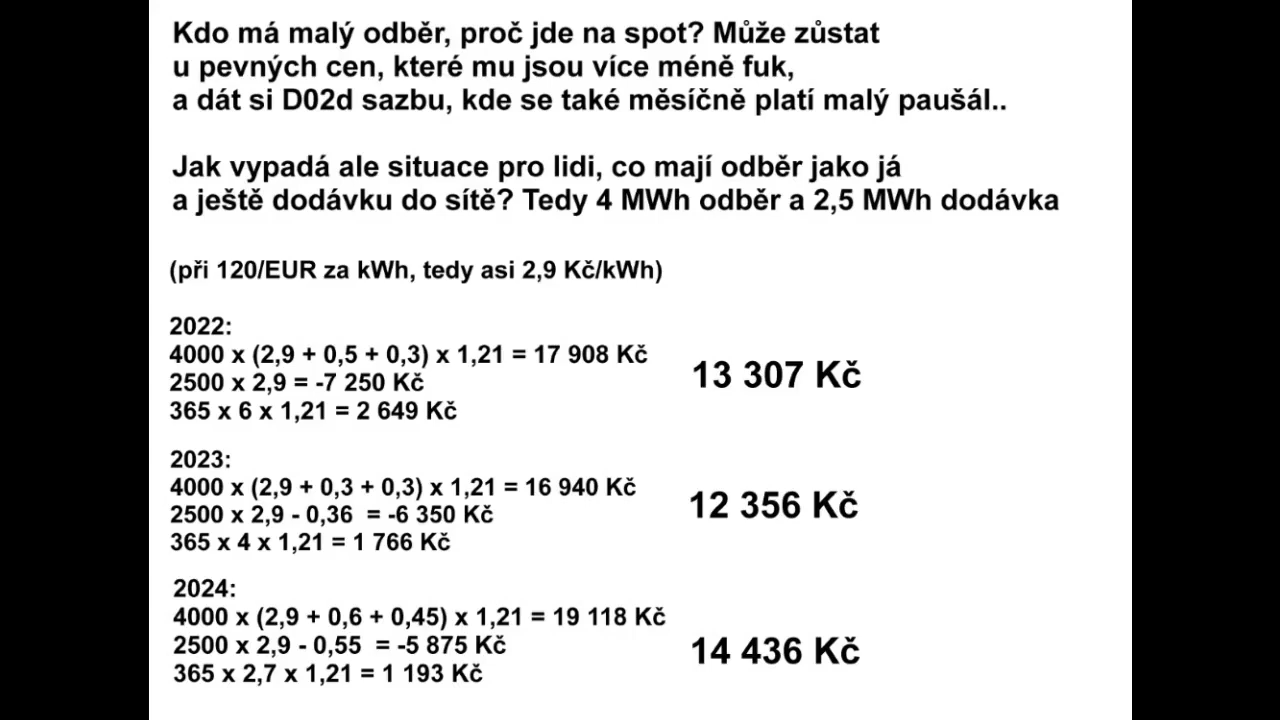 Kdo má malý odběr, proč jde na spot? Může zůstat
u pevných cen, které mu jsou více méně fuk,
a dát si D02d sazbu, kde se také měsíčně platí malý paušál..
Jak vypadá ale situace pro lidi, co mají odběr jako já
a ještě dodávku do sítě? Tedy 4 MWh odběr a 2,5 MWh dodávka
(při 120/EUR za kWh, tedy asi 2,9 Kč/kWh)
2022:
4000 x (2,9 + 0,5 + 0,3) x 1,21 = 17 908 Kč
2500 x 2,9 = -7 250 Kč
365 x 6 x 1,21 = 2 649 Kč
13 307 Kč
2023:
4000 x (2,9 + 0,3 + 0,3) x 1,21 = 16 940 Kč
2500 x 2,9 - 0,36 = -6 350 Kč
365 x 4 x 1,21 = 1 766 Kč
12 356 Kč
2024:
4000 x (2,9 + 0,6 + 0,45) x 1,21 = 19 118 Kč
2500 x 2,9 - 0,55 = -5 875 Kč
365 x 2,7 x 1,21 = 1 193 Kč
14 436 Kč